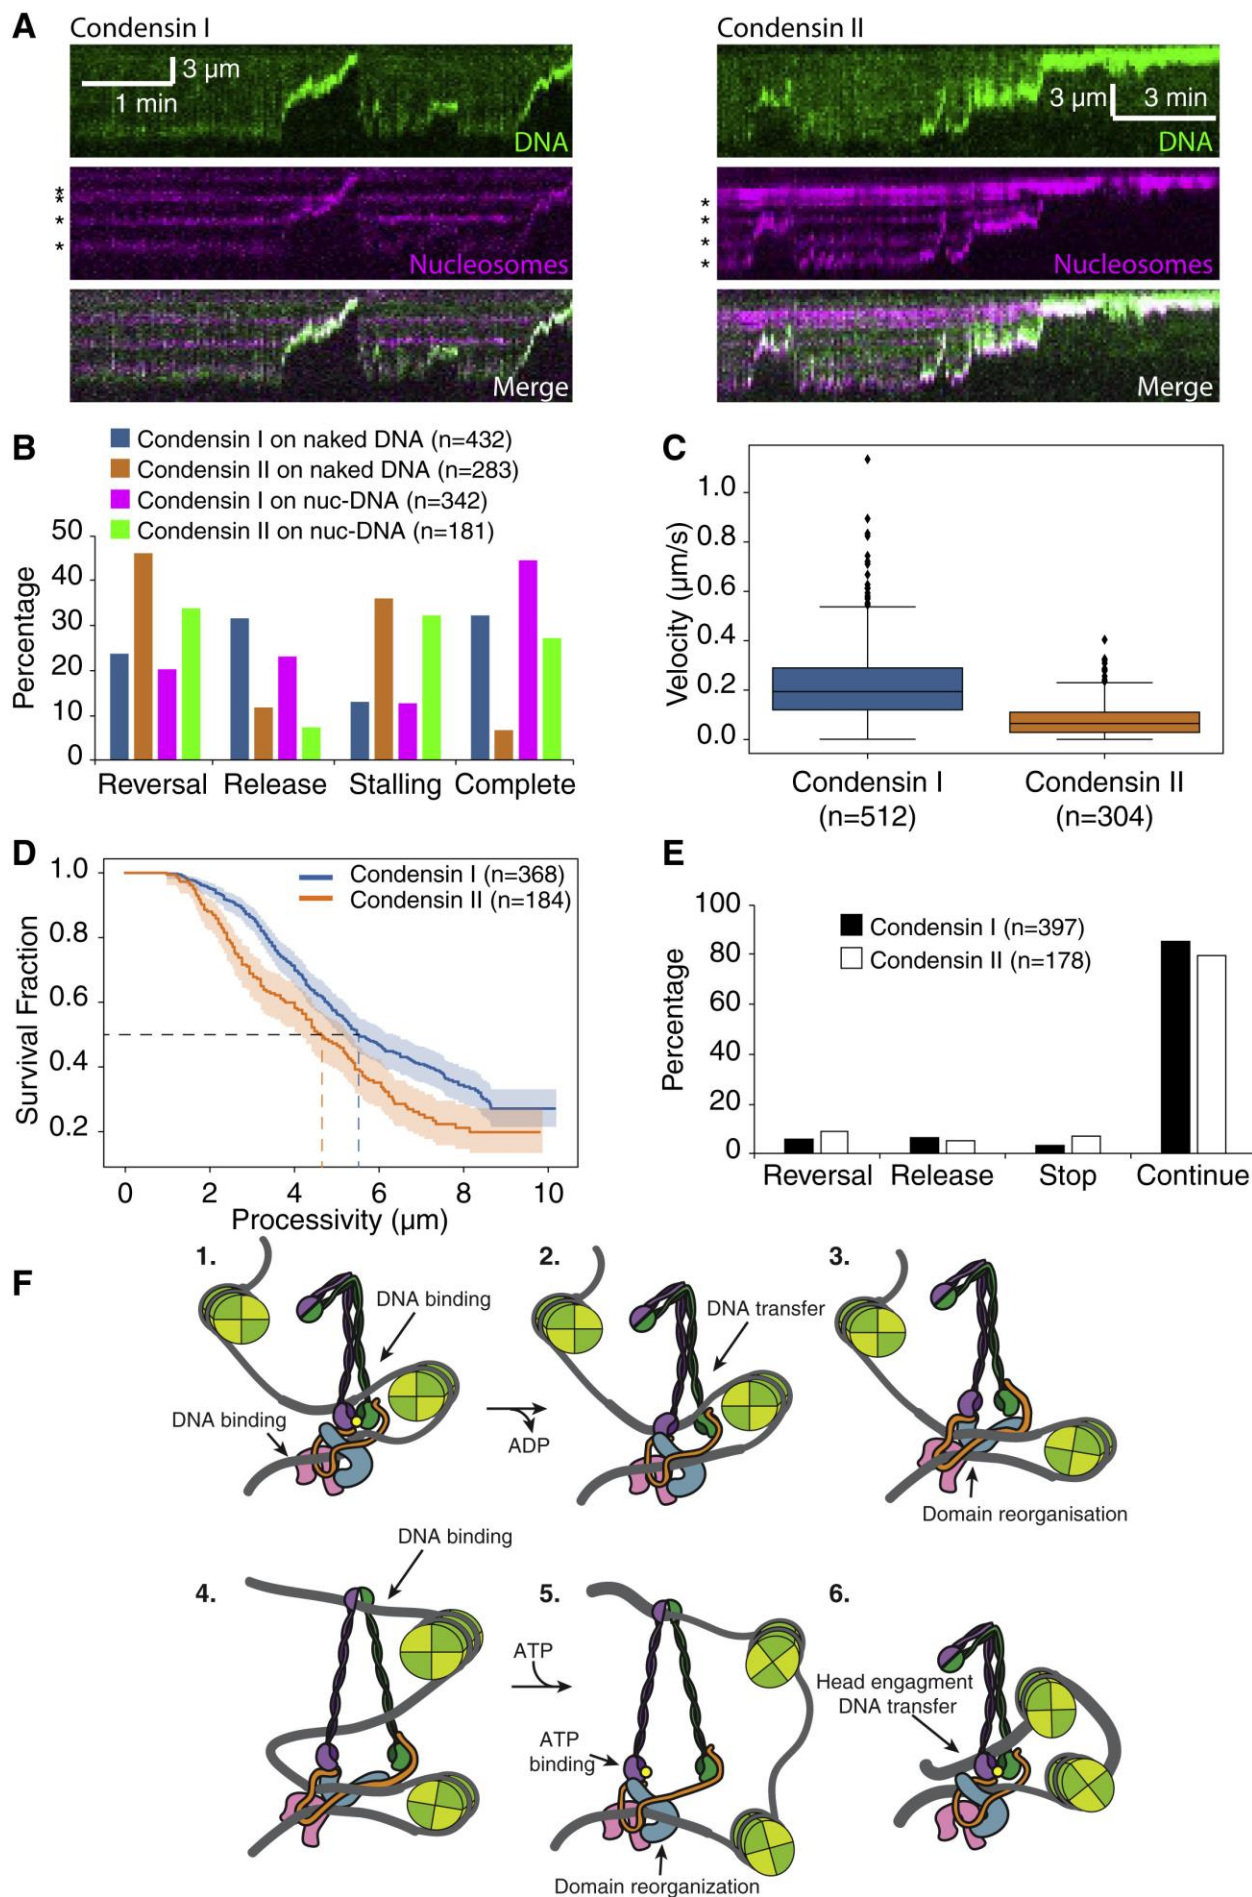 A
Condensin I
3 µm
1 min
DNA
*
*
*
*
Nucleosomes
Merge
Condensin II
3 µm
3 min
DNA
*
*
*
*
Nucleosomes
Merge
B
Condensin I on naked DNA (n=432)
Condensin II on naked DNA (n=283)
Condensin I on nuc-DNA (n=342)
Condensin II on nuc-DNA (n=181)
Percentage
50
40
30
20
10
0
Reversal Release Stalling Complete
C
Velocity (µm/s)
1.0
0.8
0.6
0.4
0.2
0.0
Condensin I Condensin II
(n=512) (n=304)
D
Survival Fraction
1.0
0.8
0.6
0.4
0.2
Condensin I (n=368)
Condensin II (n=184)
0 2 4 6 8 10
Processivity (µm)
E
Percentage
100
80
60
40
20
0
Condensin I (n=397)
Condensin II (n=178)
Reversal Release Stop Continue
F
1.
DNA binding
DNA binding
ADP
2.
DNA transfer
3.
Domain reorganisation
4.
DNA binding
ATP
5.
ATP
binding
Domain reorganization
6.
Head engagment
DNA transfer